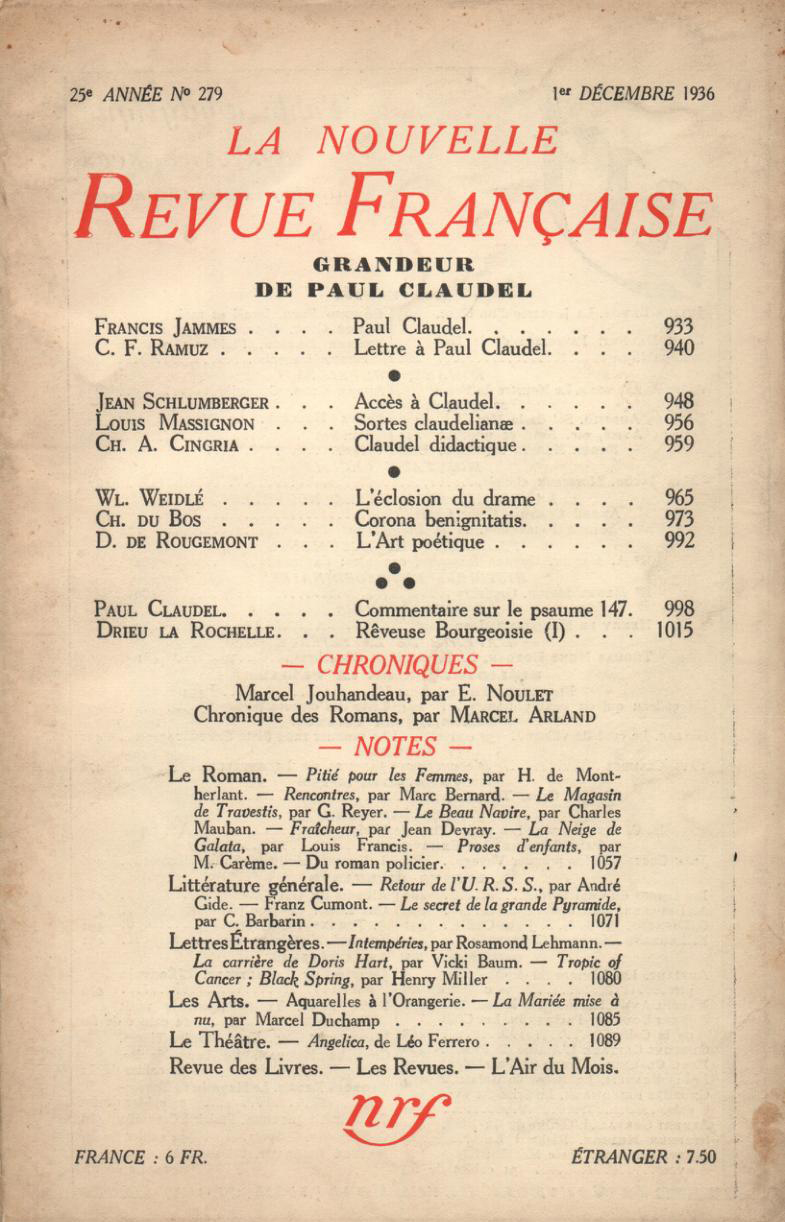 25e ANNÉE No 279 1er DÉCEMBRE 1936
LA NOUVELLE
REVUE FRANÇAISE
GRANDEUR
DE PAUL CLAUDEL
FRANCIS JAMMES . . . . Paul Claudel. . . . . . . 933
C. F. RAMUZ . . . . . Lettre à Paul Claudel. . . . 940
●
JEAN SCHLUMBERGER . . . Accès à Claudel. . . . . . 948
LOUIS MASSIGNON . . . Sortes claudelianæ . . . . . 956
CH. A. CINGRIA . . . . Claudel didactique . . . . . 959
●
WL. WEIDLÉ . . . . . L'éclosion du drame . . . . 965
CH. DU BOS . . . . . Corona benignitatis. . . . . 973
D. DE ROUGEMONT . . . L'Art poétique . . . . . . 992
PAUL CLAUDEL. . . . . Commentaire sur le psaume 147. 998
DRIEU LA ROCHELLE. . . Rêveuse Bourgeoisie (I) . . . 1015
— CHRONIQUES —
Marcel Jouhandeau, par E. NOULET
Chronique des Romans, par MARCEL ARLAND
— NOTES —
Le Roman. — Pitié pour les Femmes, par H. de Mont-
herlant. — Rencontres, par Marc Bernard. — Le Magasin
de Travestis, par G. Reyer. — Le Beau Navire, par Charles
Mauban. — Fraîcheur, par Jean Devray. — La Neige de
Galata, par Louis Francis. — Proses d'enfants, par
M. Carème. — Du roman policier. . . . . . . 1057
Littérature générale. — Retour de l'U. R. S. S., par André
Gide. — Franz Cumont. — Le secret de la grande Pyramide,
par C. Barbarin . . . . . . . . . . . . . 1071
Lettres Étrangères. — Intempéries, par Rosamond Lehmann. —
La carrière de Doris Hart, par Vicki Baum. — Tropic of
Cancer ; Black Spring, par Henry Miller . . . . 1080
Les Arts. — Aquarelles à l'Orangerie. — La Mariée mise à
nu, par Marcel Duchamp . . . . . . . . . 1085
Le Théâtre. — Angelica, de Léo Ferrero . . . . . 1089
Revue des Livres. — Les Revues. — L'Air du Mois.
nrf
FRANCE : 6 FR. ÉTRANGER : 7.50